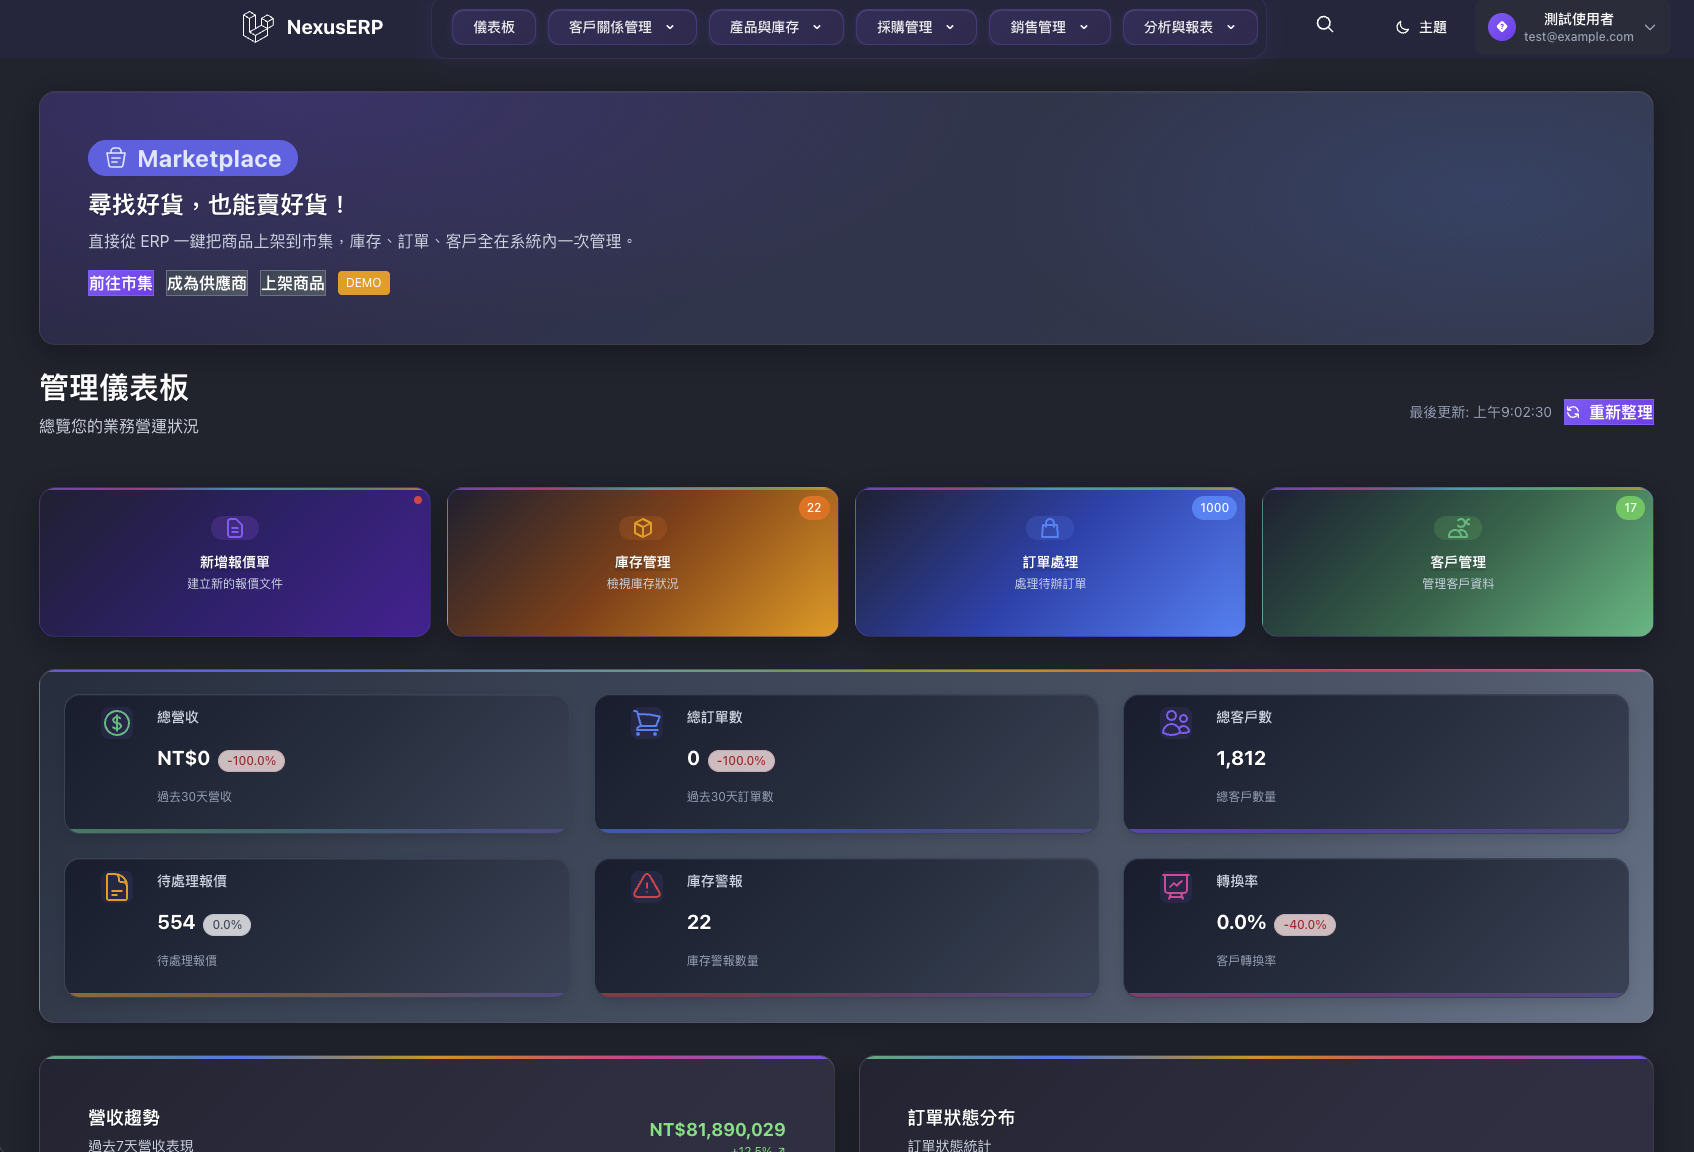 NexusERP
儀表板
客戶關係管理
產品與庫存
採購管理
銷售管理
分析與報表
主題
測試使用者
test@example.com
Marketplace
尋找好貨，也能賣好貨！
直接從 ERP 一鍵把商品上架到市集，庫存、訂單、客戶全在系統內一次管理。
前往市集
成為供應商
上架商品
DEMO
管理儀表板
總覽您的業務營運狀況
最後更新: 上午9:02:30
重新整理
新增報價單
建立新的報價文件
22
庫存管理
檢視庫存狀況
1000
訂單處理
處理待辦訂單
17
客戶管理
管理客戶資料
總營收
NT$0 -100.0%
過去30天營收
總訂單數
0 -100.0%
過去30天訂單數
總客戶數
1,812
總客戶數量
待處理報價
554 0.0%
待處理報價
庫存警報
22
庫存警報數量
轉換率
0.0% -40.0%
客戶轉換率
營收趨勢
過去7天營收表現
NT$81,890,029
+12.5% ↗
訂單狀態分布
訂單狀態統計